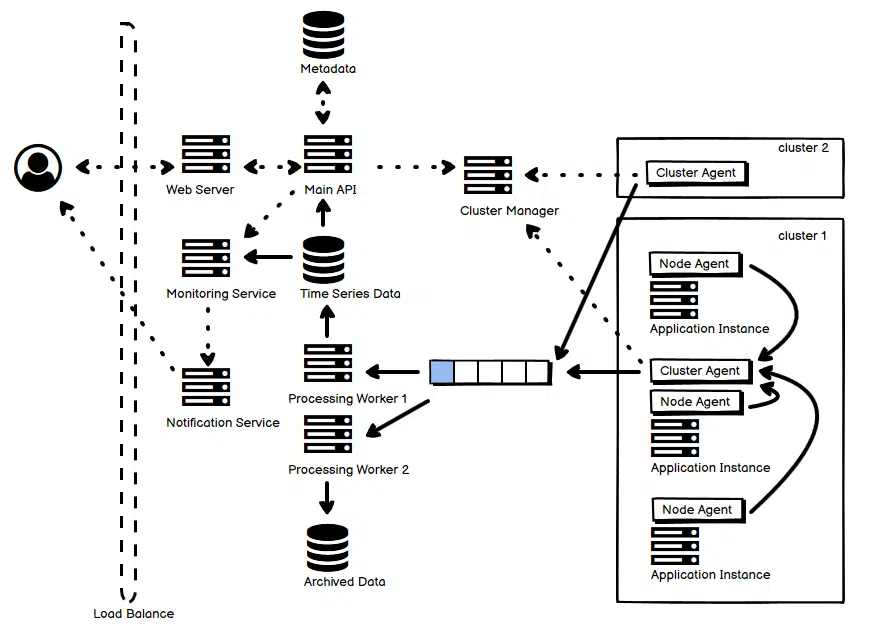 Metadata
cluster 2
Cluster Agent
Web Server
Main API
Cluster Manager
cluster 1
Node Agent
Monitoring Service
Time Series Data
Application Instance
Cluster Agent
Processing Worker 1
Node Agent
Notification Service
Processing Worker 2
Application Instance
Node Agent
Archived Data
Application Instance
Load Balance